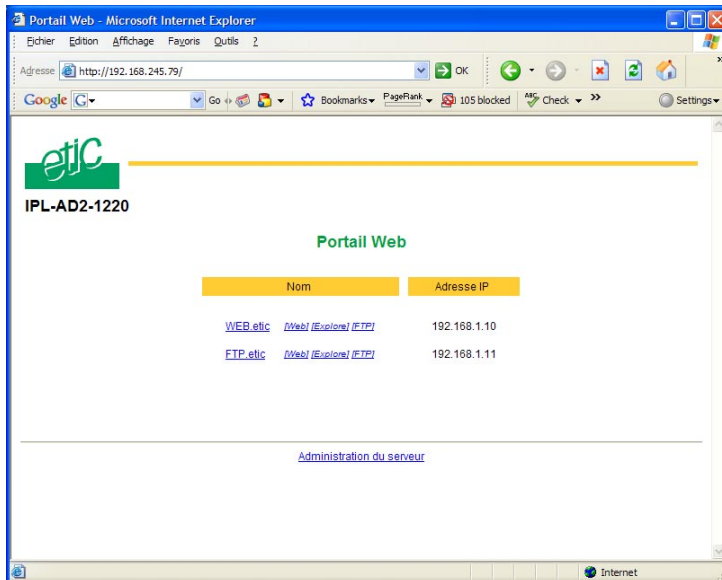 Portail Web - Microsoft Internet Explorer
Fichier Edition Affichage Favoris Outils ?
Adresse http://192.168.245.79/ OK »
Google G Go Bookmarks PageRank 105 blocked ABC Check » Settings
etic
IPL-AD2-1220
Portail Web
Nom Adresse IP
WEB.etic [Web] [Explore] [FTP] 192.168.1.10
FTP.etic [Web] [Explore] [FTP] 192.168.1.11
Administration du serveur
Internet